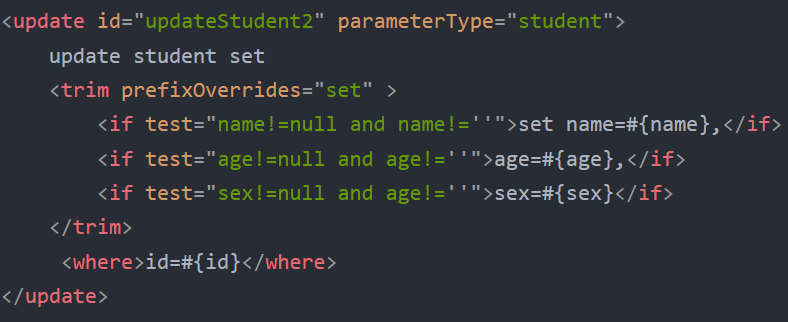 <update id="updateStudent2" parameterType="student">
    update student set
    <trim prefixOverrides="set" >
        <if test="name!=null and name!=''">set name=#{name},</if>
        <if test="age!=null and age!=''">age=#{age},</if>
        <if test="sex!=null and age!=''">sex=#{sex}</if>
    </trim>
     <where>id=#{id}</where>
</update>